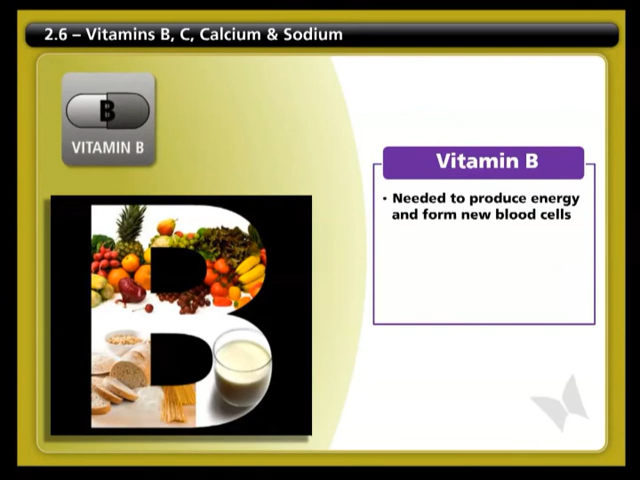 2.6 – Vitamins B, C, Calcium & Sodium
B
VITAMIN B
Vitamin B
• Needed to produce energy
and form new blood cells